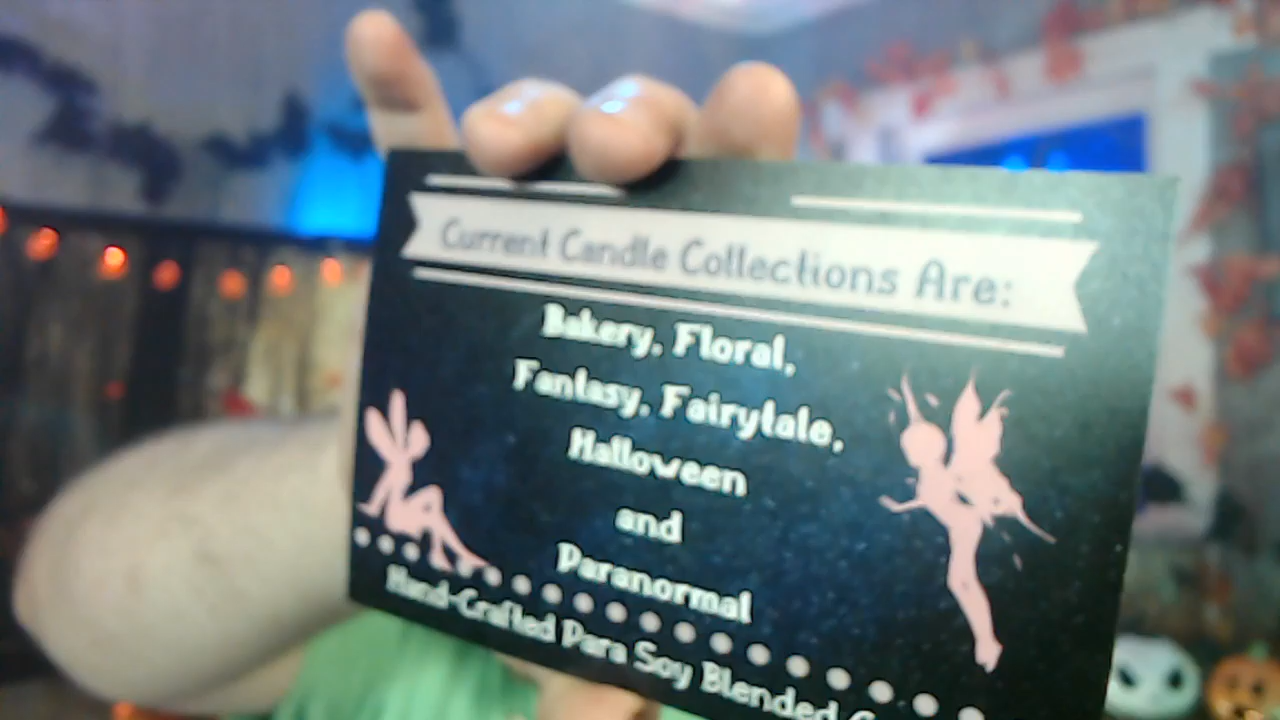 Current Candle Collections Are:
Bakery, Floral,
Fantasy, Fairytale,
Halloween
and
Paranormal
Hand-Crafted Para Soy Blended